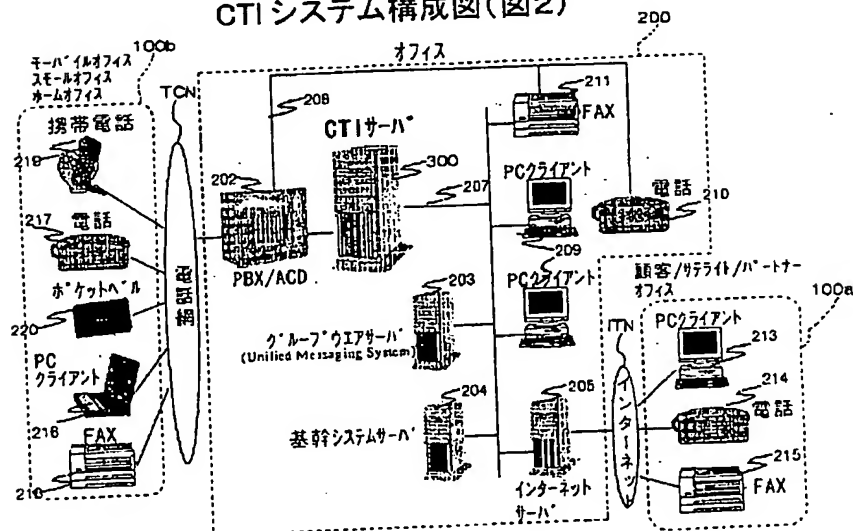 CTIシステム構成図(図2)
100b
200
モーバイルオフィス
スモールオフィス
ホームオフィス
オフィス
TCN
208
211
FAX
携帯電話
219
CTIサーバ
300
202
207
PCクライアント
電話
210
217
電話
209
PBX/ACD
203
PCクライアント
顧客/サテライト/パートナー
オフィス
100a
ポケットベル
220
電話網
グループウエアサーバ
(Unified Messaging System)
ITN
PCクライアント
213
PC
クライアント
216
204
205
214
電話
基幹システムサーバ
インターネット
FAX
インターネット
サーバ
215
FAX